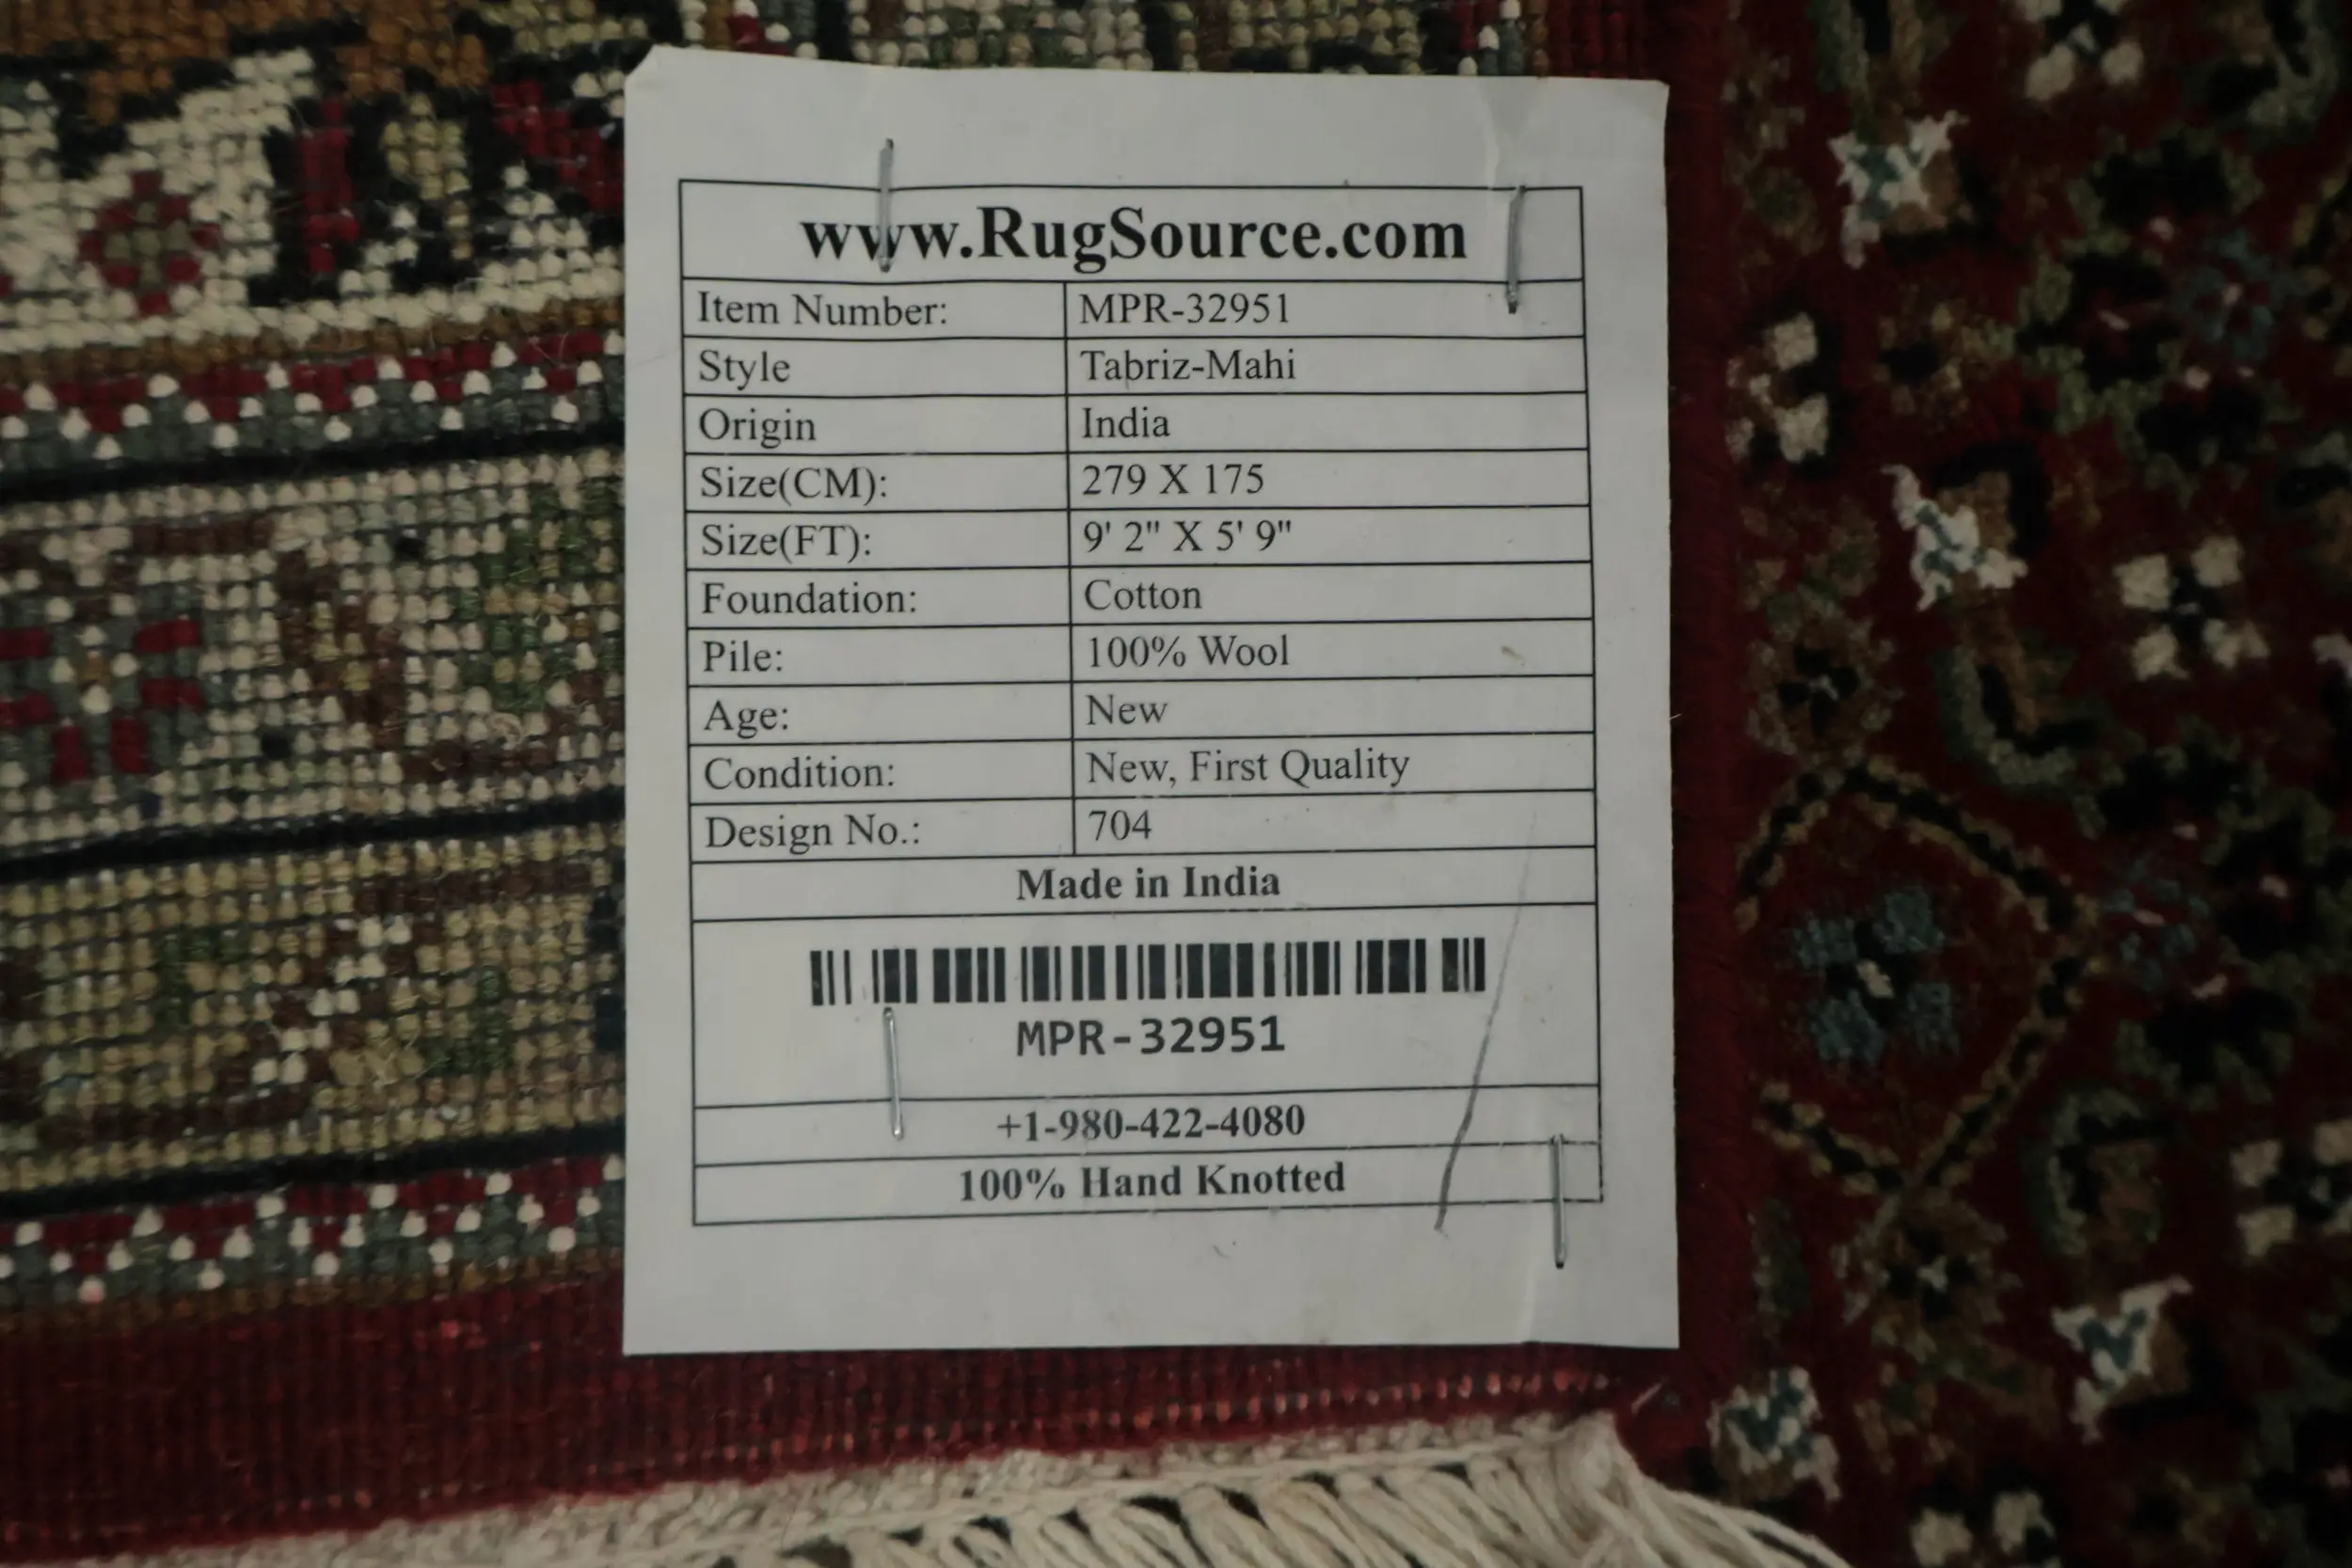 www.RugSource.com
Item Number: MPR-32951
Style Tabriz-Mahi
Origin India
Size(CM): 279 X 175
Size(FT): 9' 2" X 5' 9"
Foundation: Cotton
Pile: 100% Wool
Age: New
Condition: New, First Quality
Design No.: 704
Made in India
MPR-32951
+1-980-422-4080
100% Hand Knotted